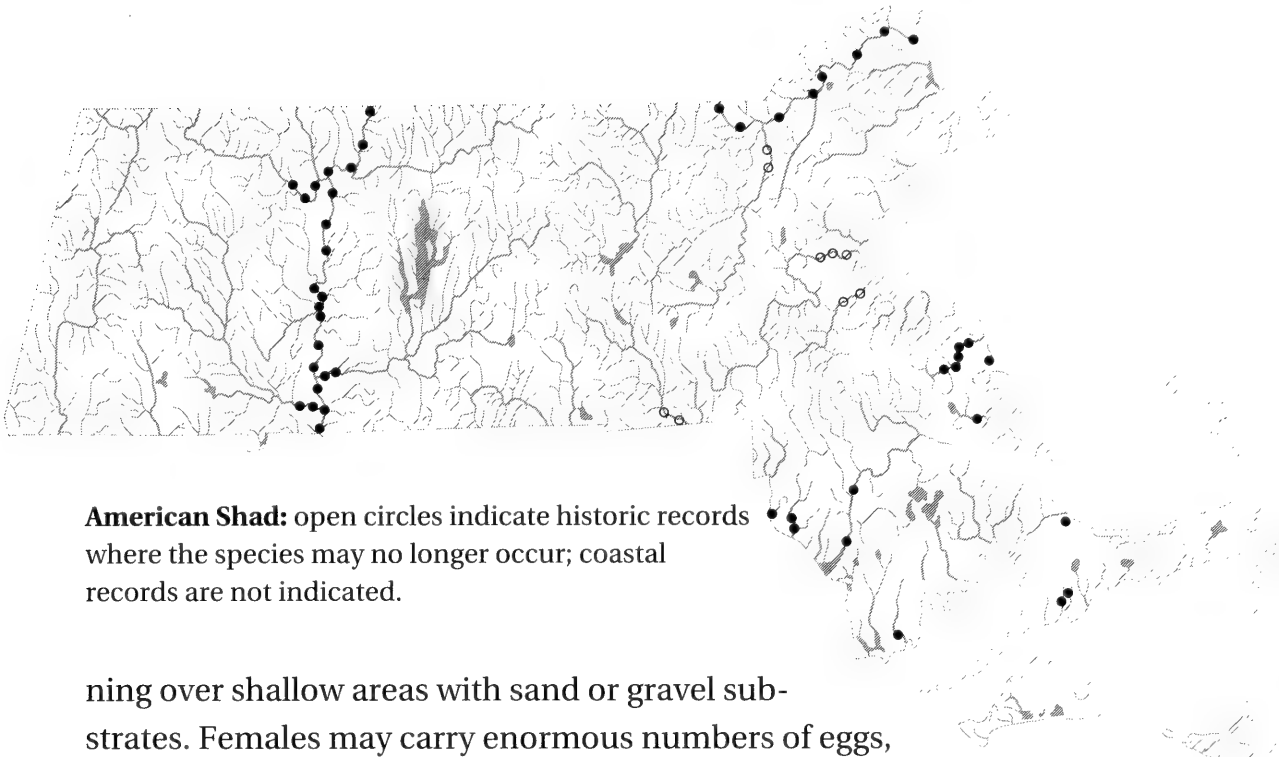 American Shad: open circles indicate historic records
where the species may no longer occur; coastal
records are not indicated.
ning over shallow areas with sand or gravel sub-
strates. Females may carry enormous numbers of eggs,